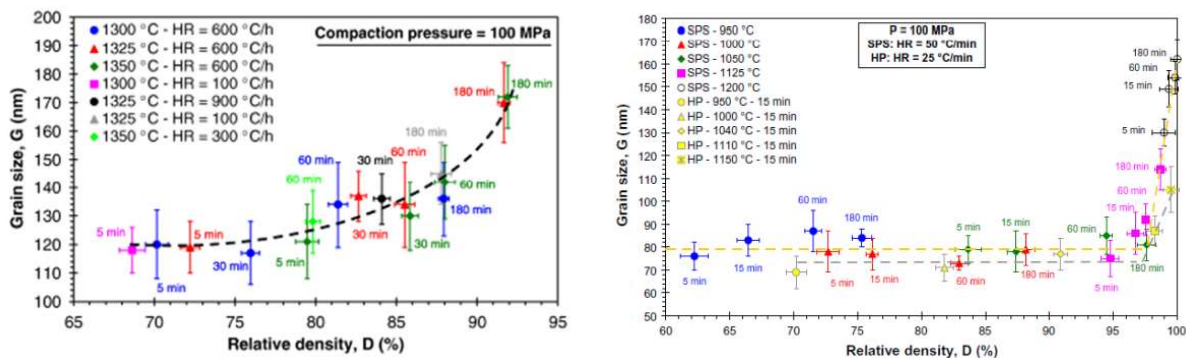 200
190
180
170
160
150
140
130
120
110
100
Grain size, G (nm)
1300 °C - HR = 600°C/h
1325 °C - HR = 600°C/h
1350 °C - HR = 600°C/h
1300 °C - HR = 100°C/h
1325 °C - HR = 900°C/h
1325 °C - HR = 100°C/h
1350 °C - HR = 300°C/h
Compaction pressure = 100 MPa
180 min
180 min
180 min
60 min
60 min
30 min
60 min
60 min
5 min
5 min
30 min
180 min
5 min
30 min
5 min
30 min
65 70 75 80 85 90 95
Relative density, D (%)
180
170
160
150
140
130
120
110
100
90
80
70
60
50
Grain size, G (nm)
SPS - 950 °C
SPS - 1000 °C
SPS - 1050 °C
SPS - 1125 °C
SPS - 1200 °C
HP - 950 °C - 15 min
HP - 1000 °C - 15 min
HP - 1040 °C - 15 min
HP - 1110 °C - 15 min
HP - 1150 °C - 15 min
P = 100 MPa
SPS: HR = 50 °C/min
HP: HR = 25 °C/min
180 min
60 min
15 min
5 min
180 min
60 min
15 min
60 min
180 min
15 min
5 min
60 min
5 min
15 min
5 min
15 min
60 min
180 min
180 min
5 min
60 65 70 75 80 85 90 95 100
Relative density, D (%)